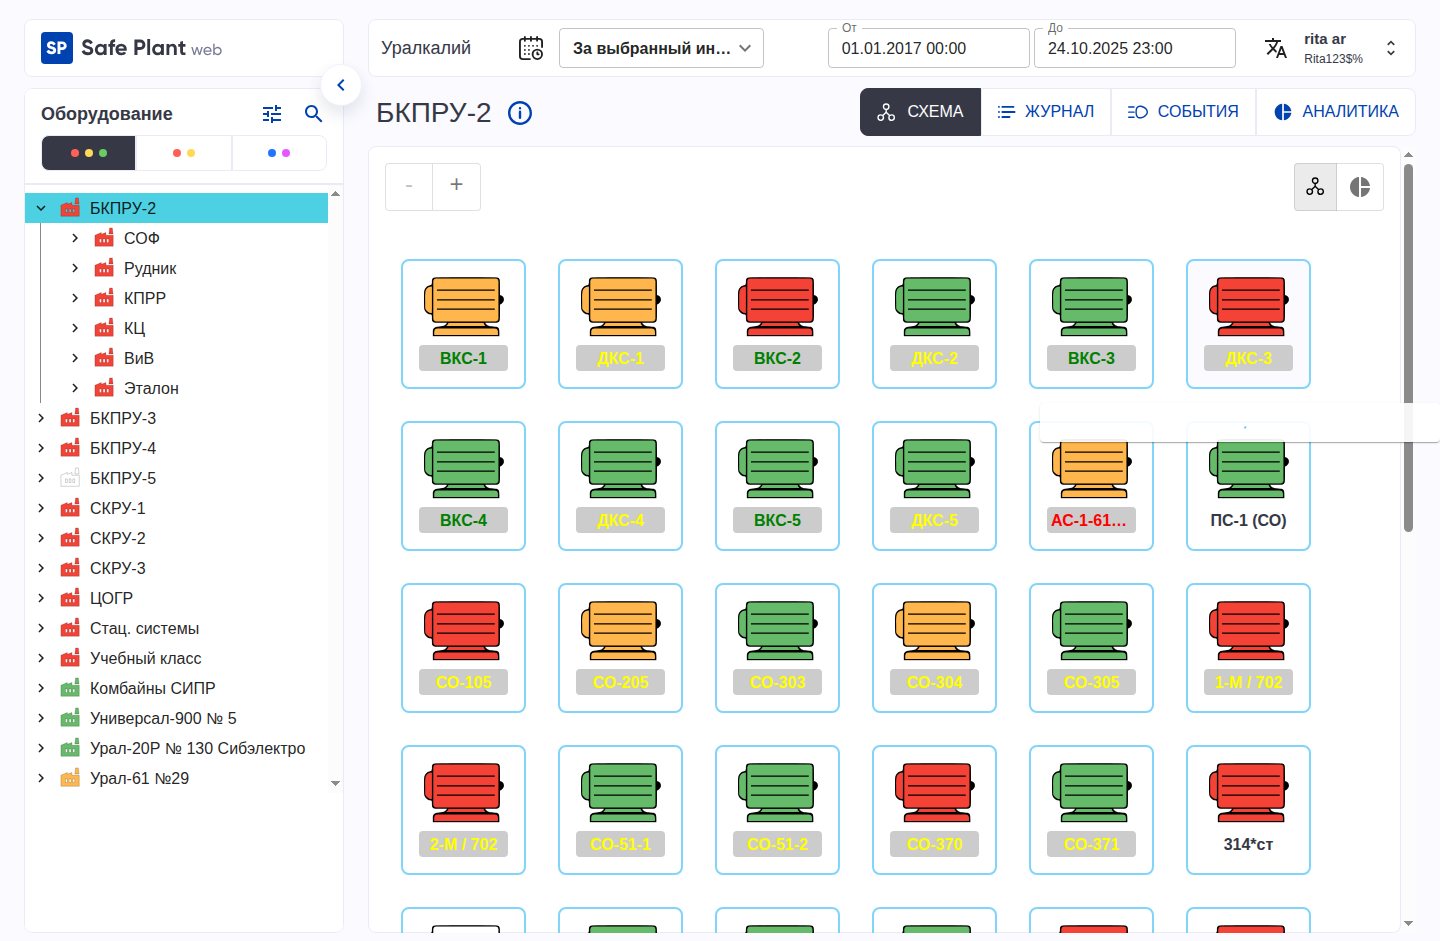 SP Safe Plant web
Уралкалий
За выбранный ин...
От
01.01.2017 00:00
До
24.10.2025 23:00
rita ar
Rita123$%
Оборудование
БКПРУ-2
СОФ
Рудник
КПРР
КЦ
ВиВ
Эталон
БКПРУ-3
БКПРУ-4
БКПРУ-5
СКРУ-1
СКРУ-2
СКРУ-3
ЦОГР
Стац. системы
Учебный класс
Комбайны СИПР
Универсал-900 № 5
Урал-20Р № 130 Сибэлектро
Урал-61 №29
БКПРУ-2
СХЕМА
ЖУРНАЛ
СОБЫТИЯ
АНАЛИТИКА
- +
ВКС-1 ДКС-1 ВКС-2 ДКС-2 ВКС-3 ДКС-3
ВКС-4 ДКС-4 ВКС-5 ДКС-5 АС-1-61... ПС-1 (СО)
СО-105 СО-205 СО-303 СО-304 СО-305 1-М / 702
2-М / 702 СО-51-1 СО-51-2 СО-370 СО-371 314*ст